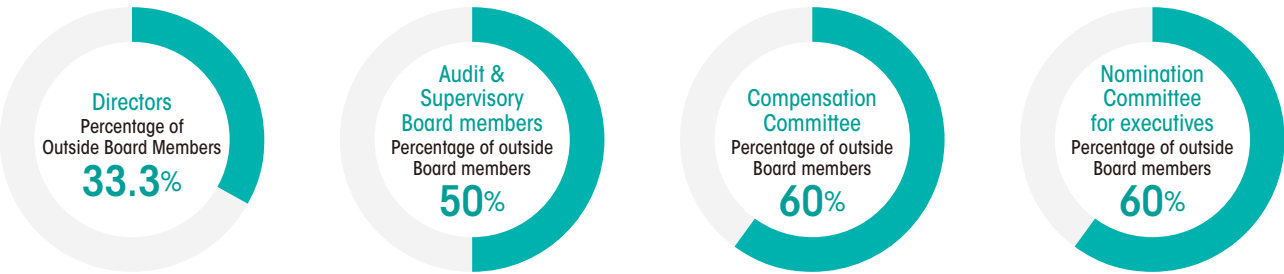 Directors
Percentage of
Outside Board Members
33.3%
Audit &
Supervisory
Board members
Percentage of outside
Board members
50%
Compensation
Committee
Percentage of outside
Board members
60%
Nomination
Committee
for executives
Percentage of outside
Board members
60%